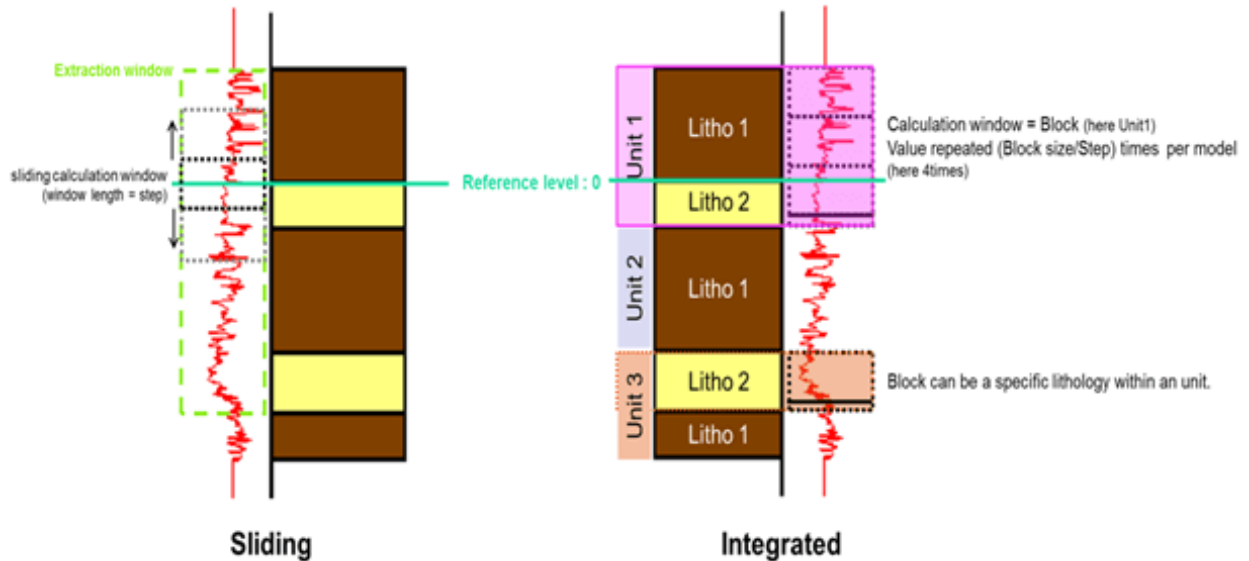 Extraction window
sliding calculation window
(window length = step)
Sliding
Reference level : 0
Unit 1
Unit 2
Unit 3
Litho 1
Litho 2
Litho 1
Litho 2
Litho 1
Calculation window = Block (here Unit1)
Value repeated (Block size/Step) times per model
(here 4times)
Block can be a specific lithology within an unit.
Integrated